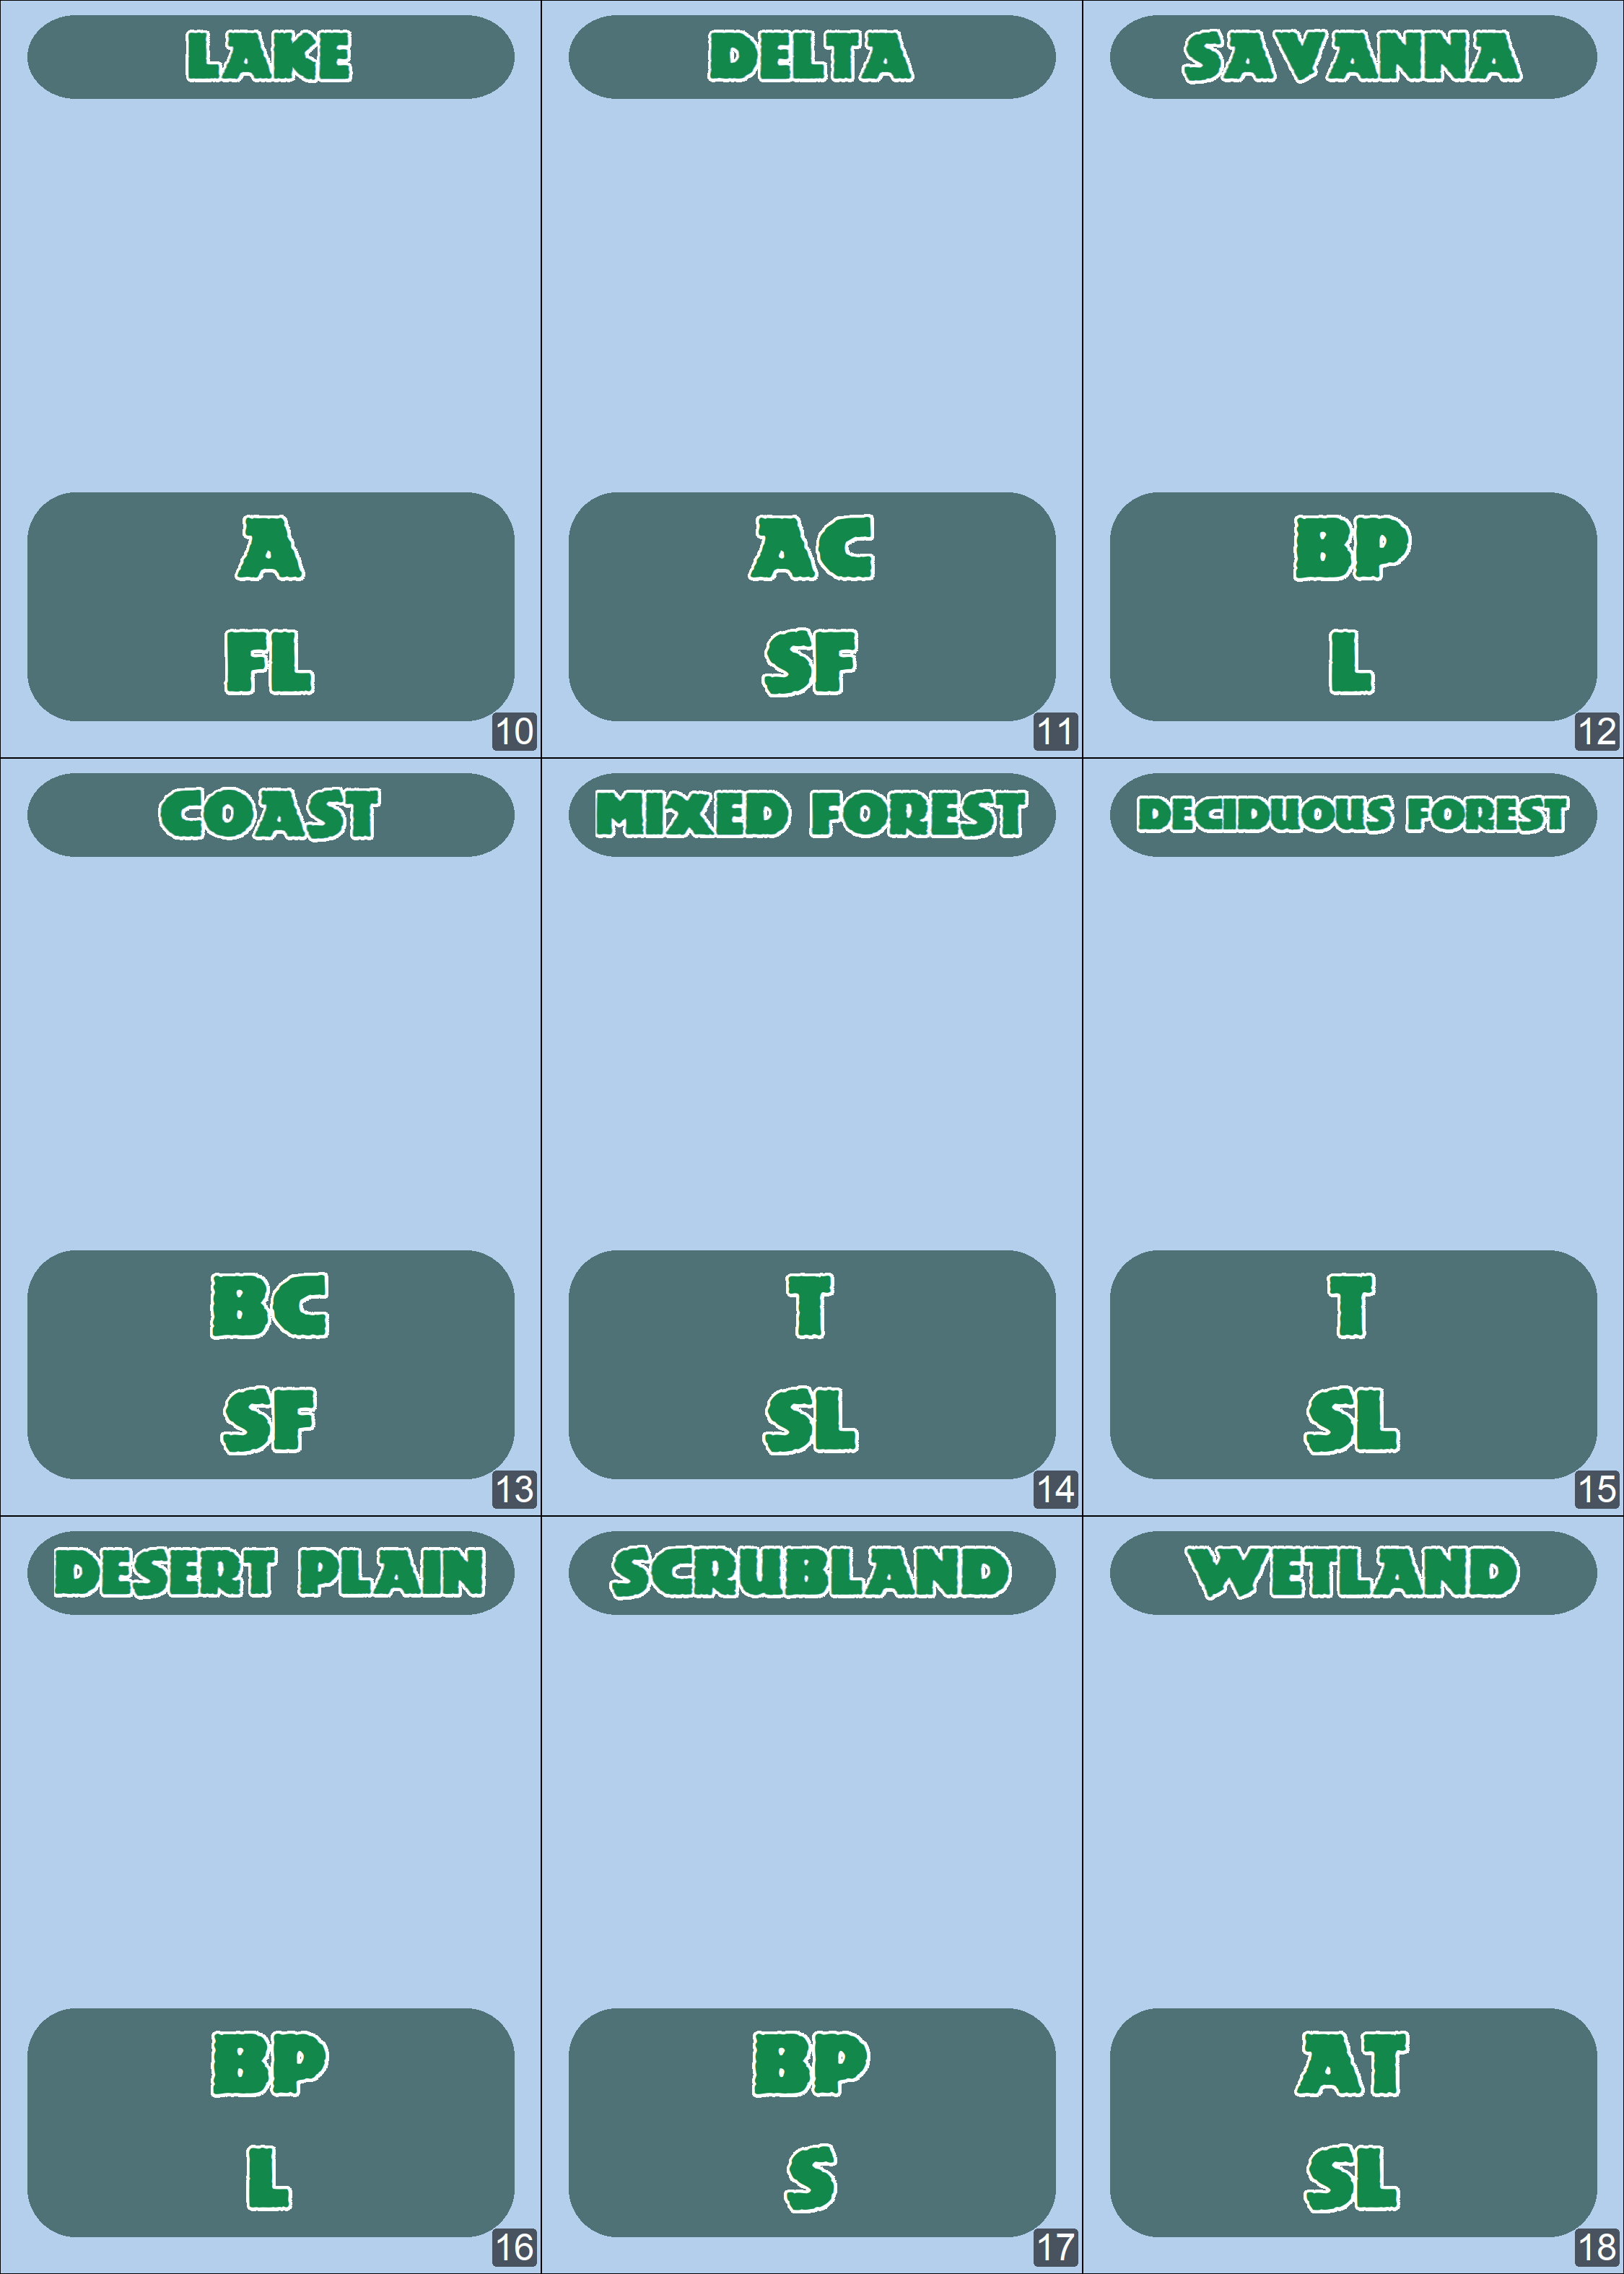 LAKE
A
FL
10
DELTA
AC
SF
11
SAVANNA
BP
L
12
COAST
BC
SF
13
MIXED FOREST
T
SL
14
DECIDUOUS FOREST
T
SL
15
DESERT PLAIN
BP
L
16
SCRUBLAND
BP
S
17
WETLAND
AT
SL
18